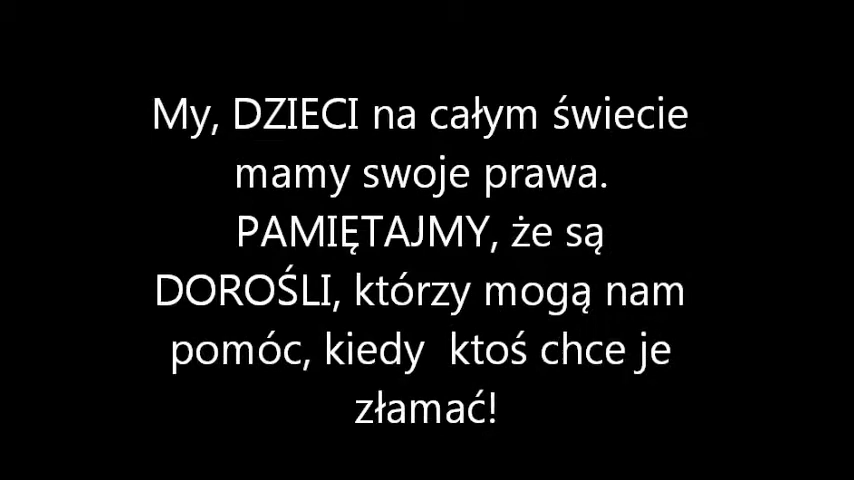 My, DZIECI na całym świecie
mamy swoje prawa.
PAMIĘTAJMY, że są
DOROŚLI, którzy mogą nam
pomóc, kiedy  ktoś chce je
złamać!